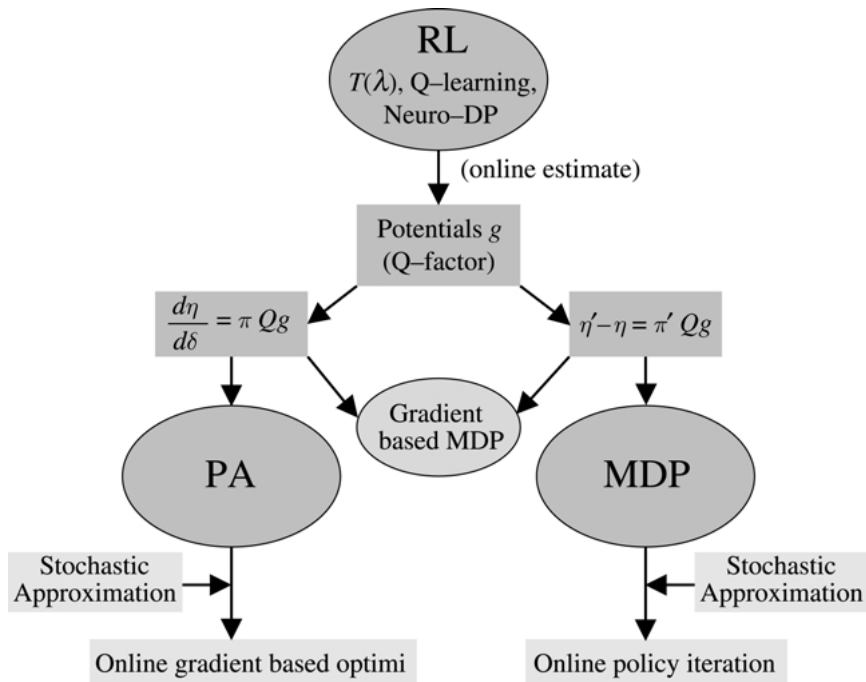 RL
T(λ), Q–learning,
Neuro–DP
(online estimate)
Potentials g
(Q–factor)
dη/dδ = π Qg
η′–η = π′ Qg
Gradient
based MDP
PA
MDP
Stochastic
Approximation
Stochastic
Approximation
Online gradient based optimi
Online policy iteration